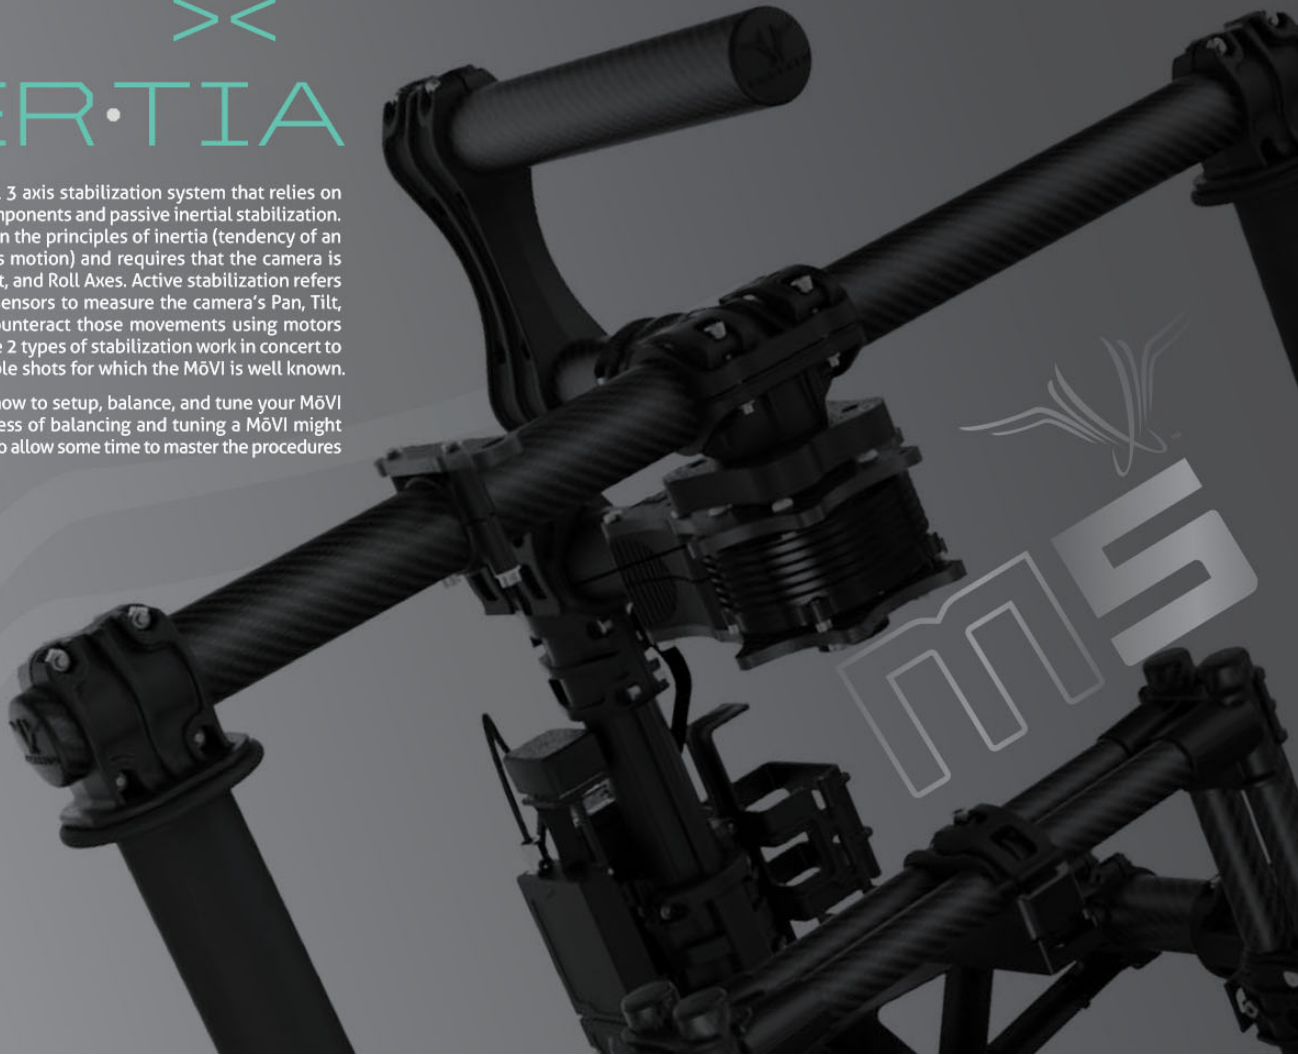 ER·TIA
3 axis stabilization system that relies on
mponents and passive inertial stabilization.
n the principles of inertia (tendency of an
s motion) and requires that the camera is
t, and Roll Axes. Active stabilization refers
ensors to measure the camera's Pan, Tilt,
ounteract those movements using motors
e 2 types of stabilization work in concert to
ble shots for which the MōVI is well known.
how to setup, balance, and tune your MōVI
ess of balancing and tuning a MōVI might
o allow some time to master the procedures
M5